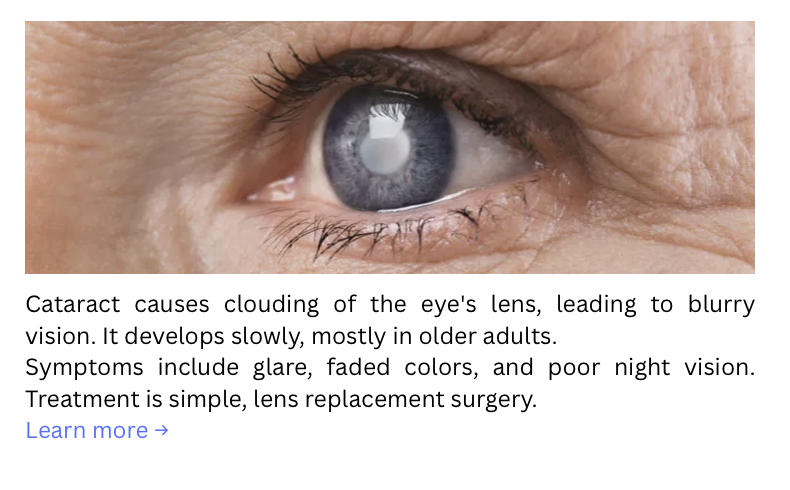 Cataract causes clouding of the eye's lens, leading to blurry
vision. It develops slowly, mostly in older adults.
Symptoms include glare, faded colors, and poor night vision.
Treatment is simple, lens replacement surgery.
Learn more →